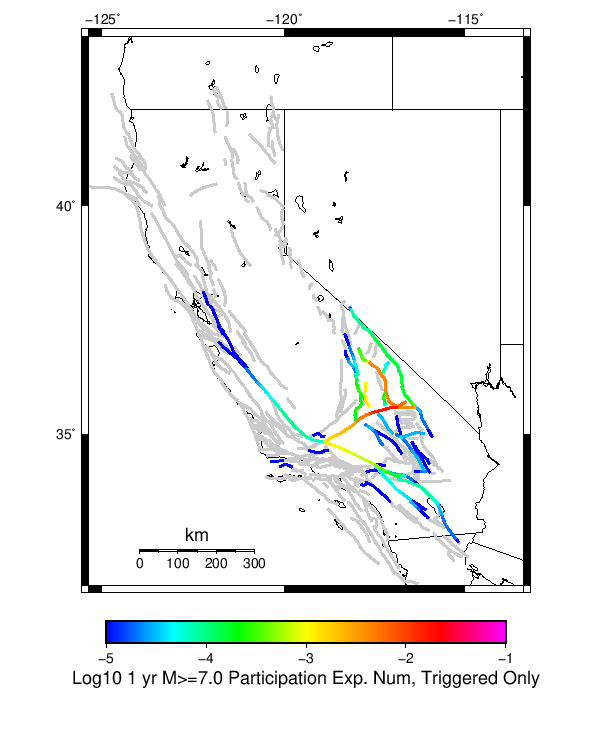 −125° −120° −115°
40°
35°
km
0 100 200 300
−5 −4 −3 −2 −1
Log10 1 yr M>=7.0 Participation Exp. Num, Triggered Only